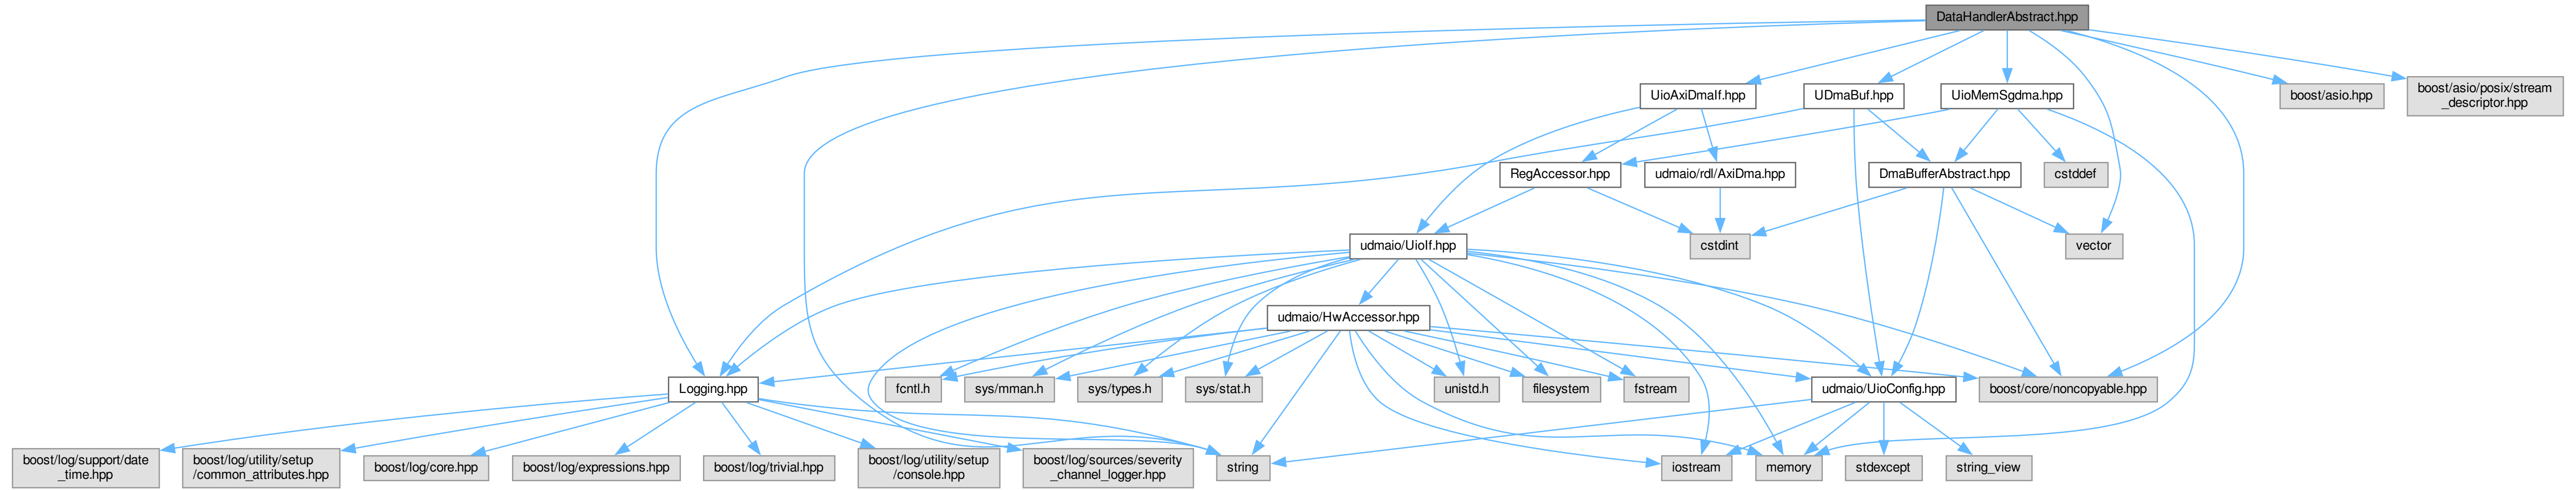 DataHandlerAbstract.hpp
UioAxiDmaIf.hpp
UDmaBuf.hpp
UioMemSgdma.hpp
boost/asio.hpp
boost/asio/posix/stream
_descriptor.hpp
RegAccessor.hpp
udmaio/rdl/AxiDma.hpp
DmaBufferAbstract.hpp
cstddef
udmaio/UioIf.hpp
cstdint
vector
udmaio/HwAccessor.hpp
Logging.hpp
fcntl.h
sys/mman.h
sys/types.h
sys/stat.h
unistd.h
filesystem
fstream
udmaio/UioConfig.hpp
boost/core/noncopyable.hpp
boost/log/support/date
_time.hpp
boost/log/utility/setup
/common_attributes.hpp
boost/log/core.hpp
boost/log/expressions.hpp
boost/log/trivial.hpp
boost/log/utility/setup
/console.hpp
boost/log/sources/severity
_channel_logger.hpp
string
iostream
memory
stdexcept
string_view